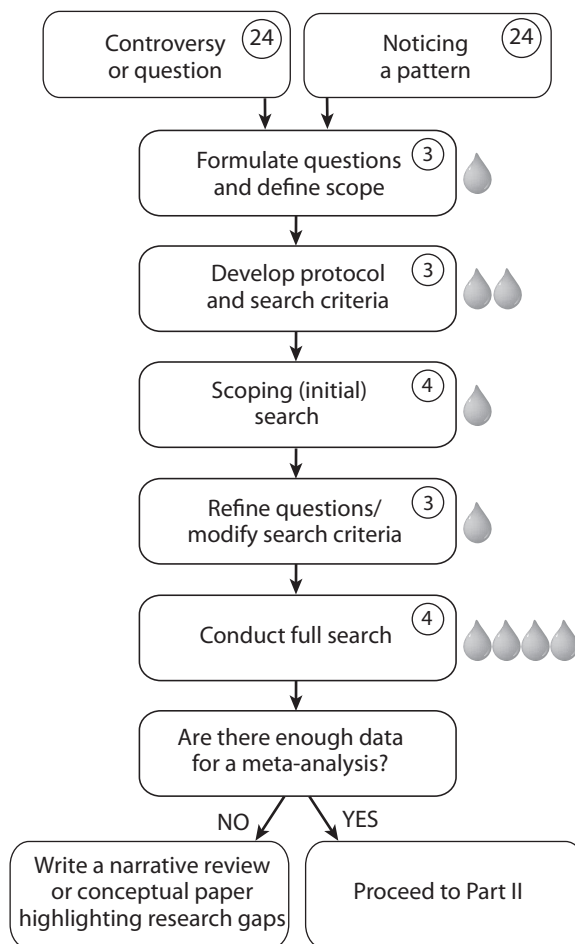 Controversy
or question
24
Noticing
a pattern
24
Formulate questions
and define scope
3
Develop protocol
and search criteria
3
Scoping (initial)
search
4
Refine questions/
modify search criteria
3
Conduct full search
4
Are there enough data
for a meta-analysis?
NO
YES
Write a narrative review
or conceptual paper
highlighting research gaps
Proceed to Part II